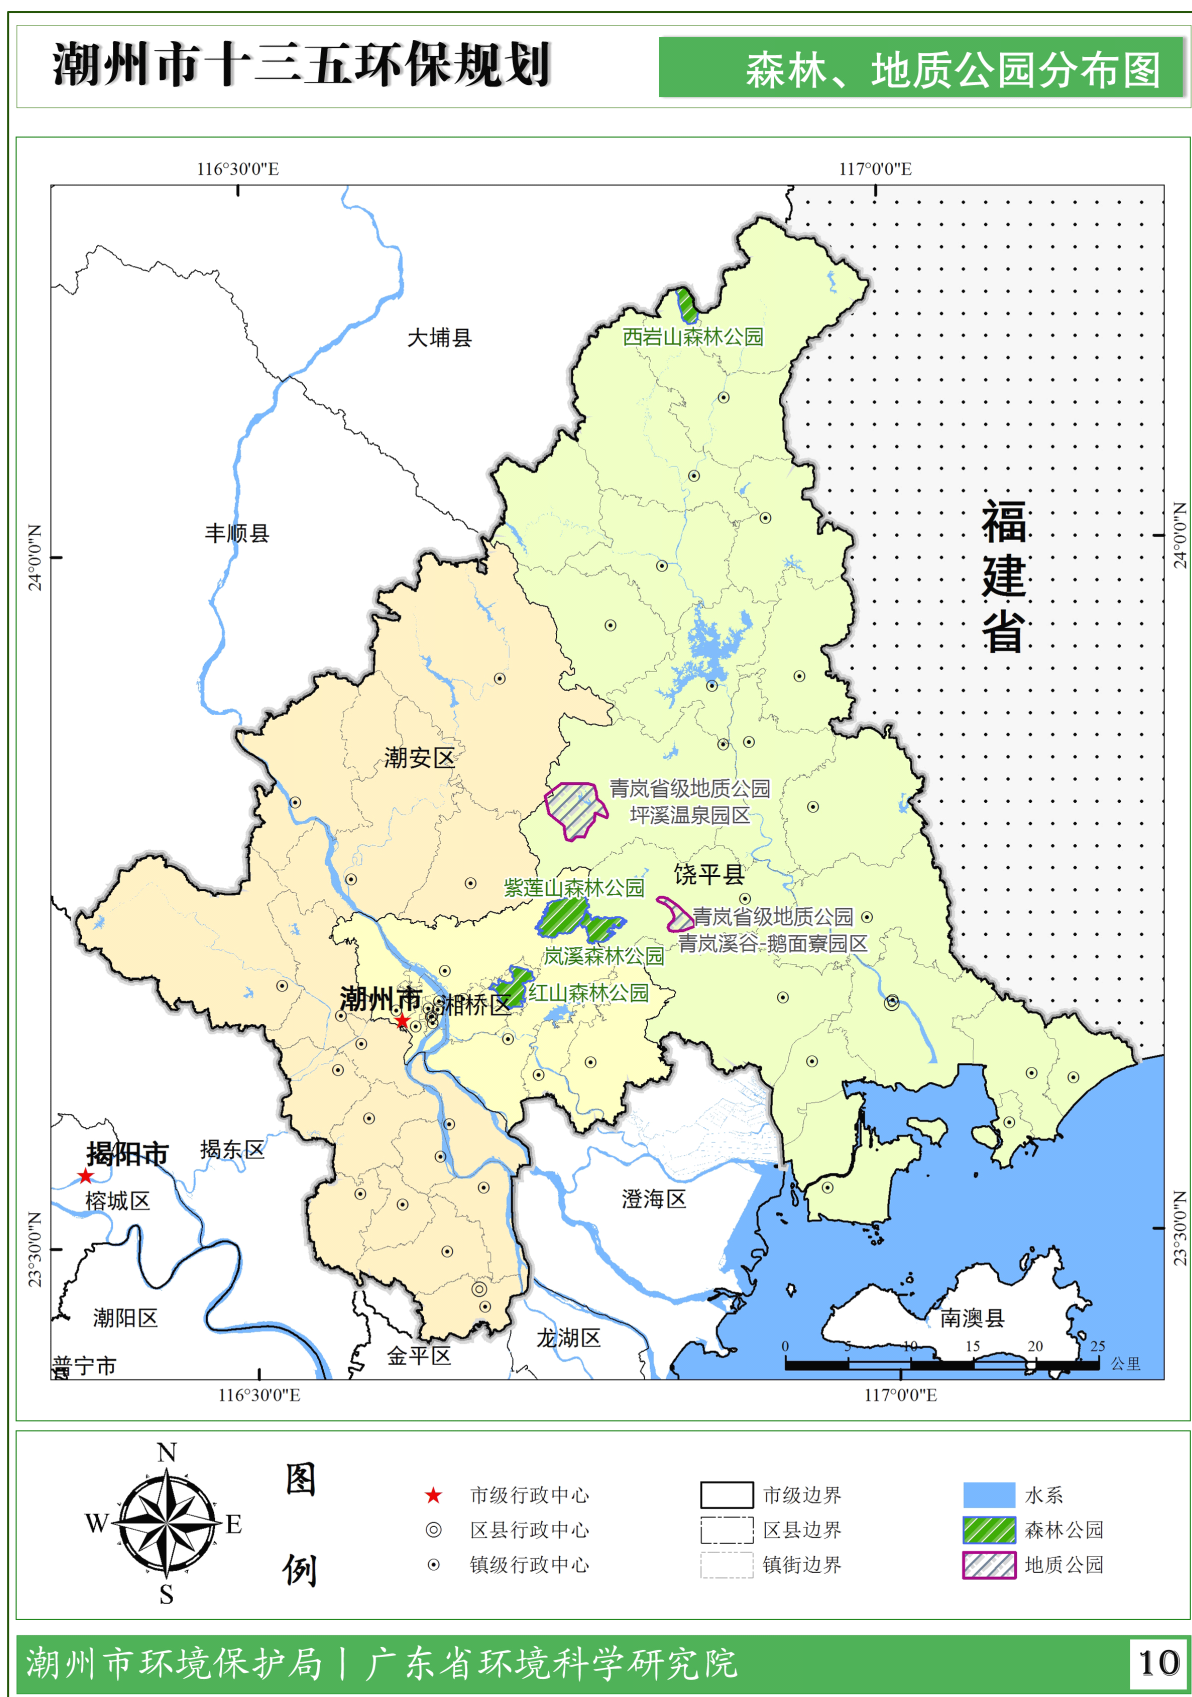 潮州市十三五环保规划
森林、地质公园分布图
116°30'0"E
117°0'0"E
大埔县
西岩山森林公园
丰顺县
福建省
24°0'0"N
24°0'0"N
潮安区
青岚省级地质公园
坪溪温泉园区
饶平县
紫莲山森林公园
青岚省级地质公园
青岚溪谷-鹅面寮园区
岚溪森林公园
红山森林公园
潮州市
湘桥区
揭阳市
揭东区
榕城区
澄海区
23°30'0"N
23°30'0"N
潮阳区
南澳县
龙湖区
金平区
普宁市
0 5 10 15 20 25
公里
116°30'0"E
117°0'0"E
N
W E
S
图例
市级行政中心
区县行政中心
镇级行政中心
市级边界
区县边界
镇街边界
水系
森林公园
地质公园
潮州市环境保护局丨广东省环境科学研究院
10